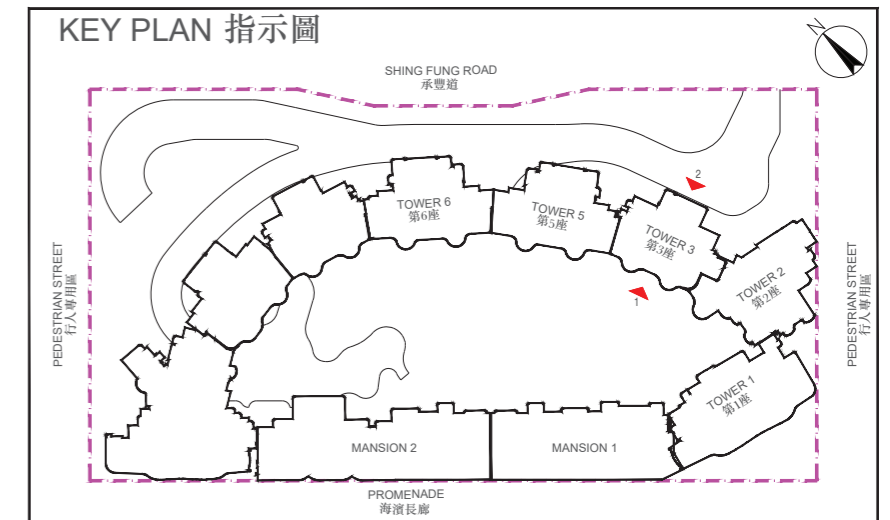 KEY PLAN 指示圖
N
SHING FUNG ROAD
承豐道
2
TOWER 6
第6座
TOWER 5
第5座
TOWER 3
第3座
TOWER 2
第2座
PEDESTRIAN STREET
行人專用區
PEDESTRIAN STREET
行人專用區
1
TOWER 1
第1座
MANSION 2
MANSION 1
PROMENADE
海濱長廊